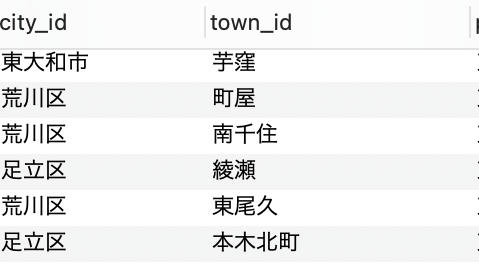 city_id town_id
東大和市 芋窪
荒川区 町屋
荒川区 南千住
足立区 綾瀬
荒川区 東尾久
足立区 本木北町